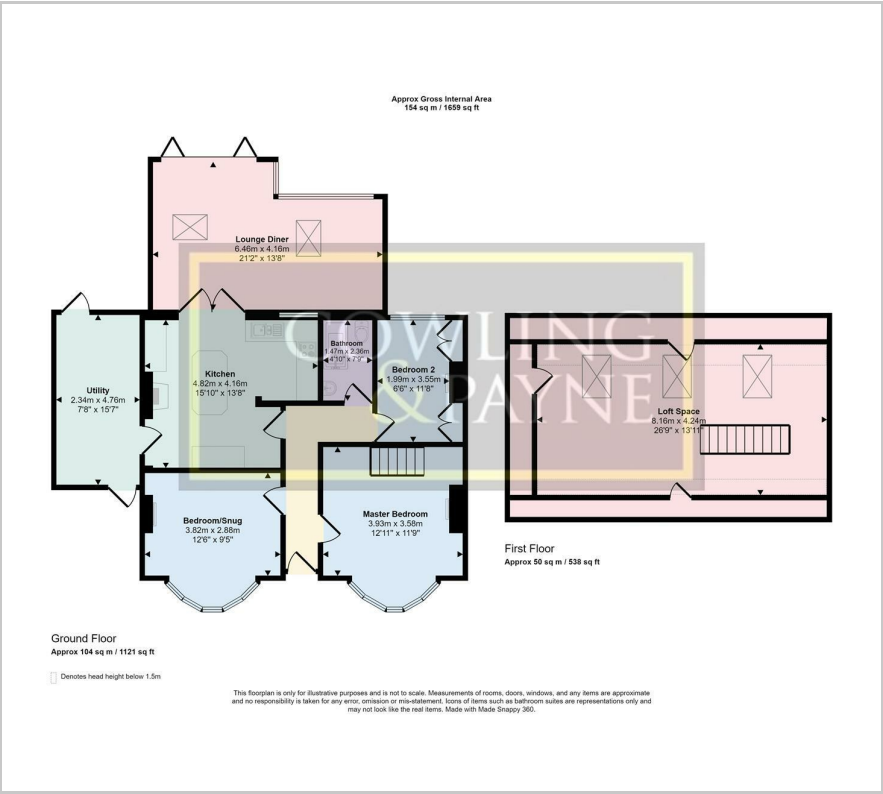 Approx Gross Internal Area
154 sq m / 1659 sq ft
Lounge Diner
6.46m x 4.16m
21'2" x 13'8"
COWLING
&PAYNE
Bathroom
1.47m x 2.36m
4'10" x 7'9"
Kitchen
4.82m x 4.16m
15'10" x 13'8"
Bedroom 2
1.99m x 3.55m
6'6" x 11'8"
Utility
2.34m x 4.76m
7'8" x 15'7"
Loft Space
8.16m x 4.24m
26'9" x 13'11"
Bedroom/Snug
3.82m x 2.88m
12'6" x 9'5"
Master Bedroom
3.93m x 3.58m
12'11" x 11'9"
First Floor
Approx 50 sq m / 538 sq ft
Ground Floor
Approx 104 sq m / 1121 sq ft
Denotes head height below 1.5m
This floorplan is only for illustrative purposes and is not to scale. Measurements of rooms, doors, windows, and any items are approximate
and no responsibility is taken for any error, omission or mis-statement. Icons of items such as bathroom suites are representations only and
may not look like the real items. Made with Made Snappy 360.